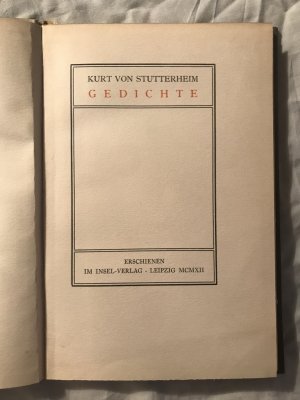 KURT VON STUTTERHEIM
GEDICHTE
ERSCHIENEN
IM INSEL-VERLAG · LEIPZIG MCMXII